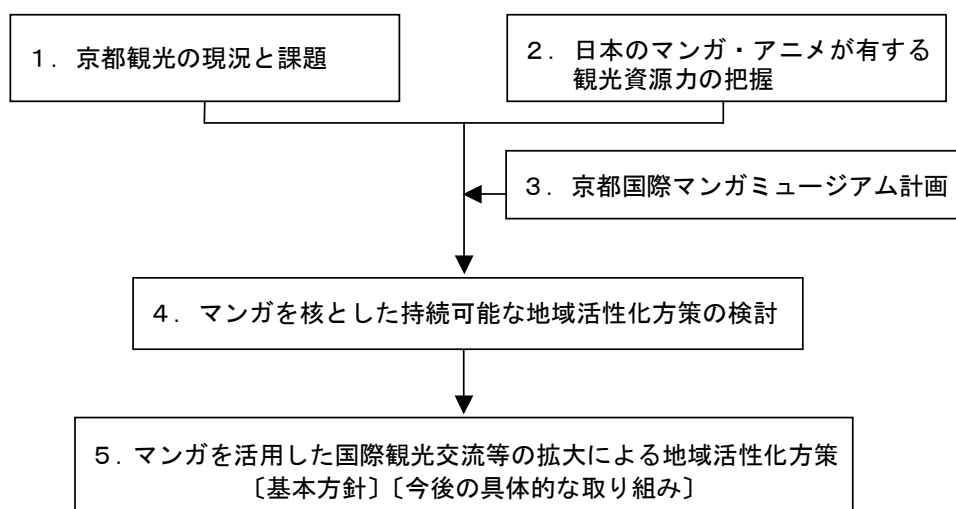 １．京都観光の現況と課題
２．日本のマンガ・アニメが有する
観光資源力の把握
３．京都国際マンガミュージアム計画
４．マンガを核とした持続可能な地域活性化方策の検討
５．マンガを活用した国際観光交流等の拡大による地域活性化方策
〔基本方針〕〔今後の具体的な取り組み〕